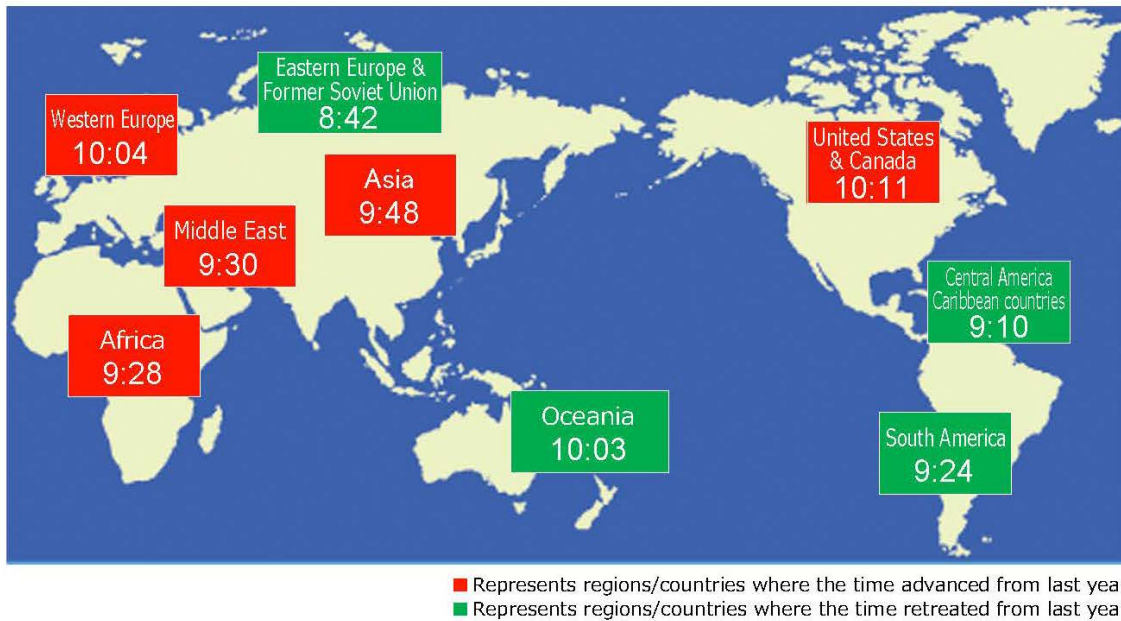 Eastern Europe &
Former Soviet Union
8:42
Western Europe
10:04
United States
& Canada
10:11
Asia
9:48
Middle East
9:30
Central America
Caribbean countries
9:10
Africa
9:28
Oceania
10:03
South America
9:24
Represents regions/countries where the time advanced from last yea
Represents regions/countries where the time retreated from last yea